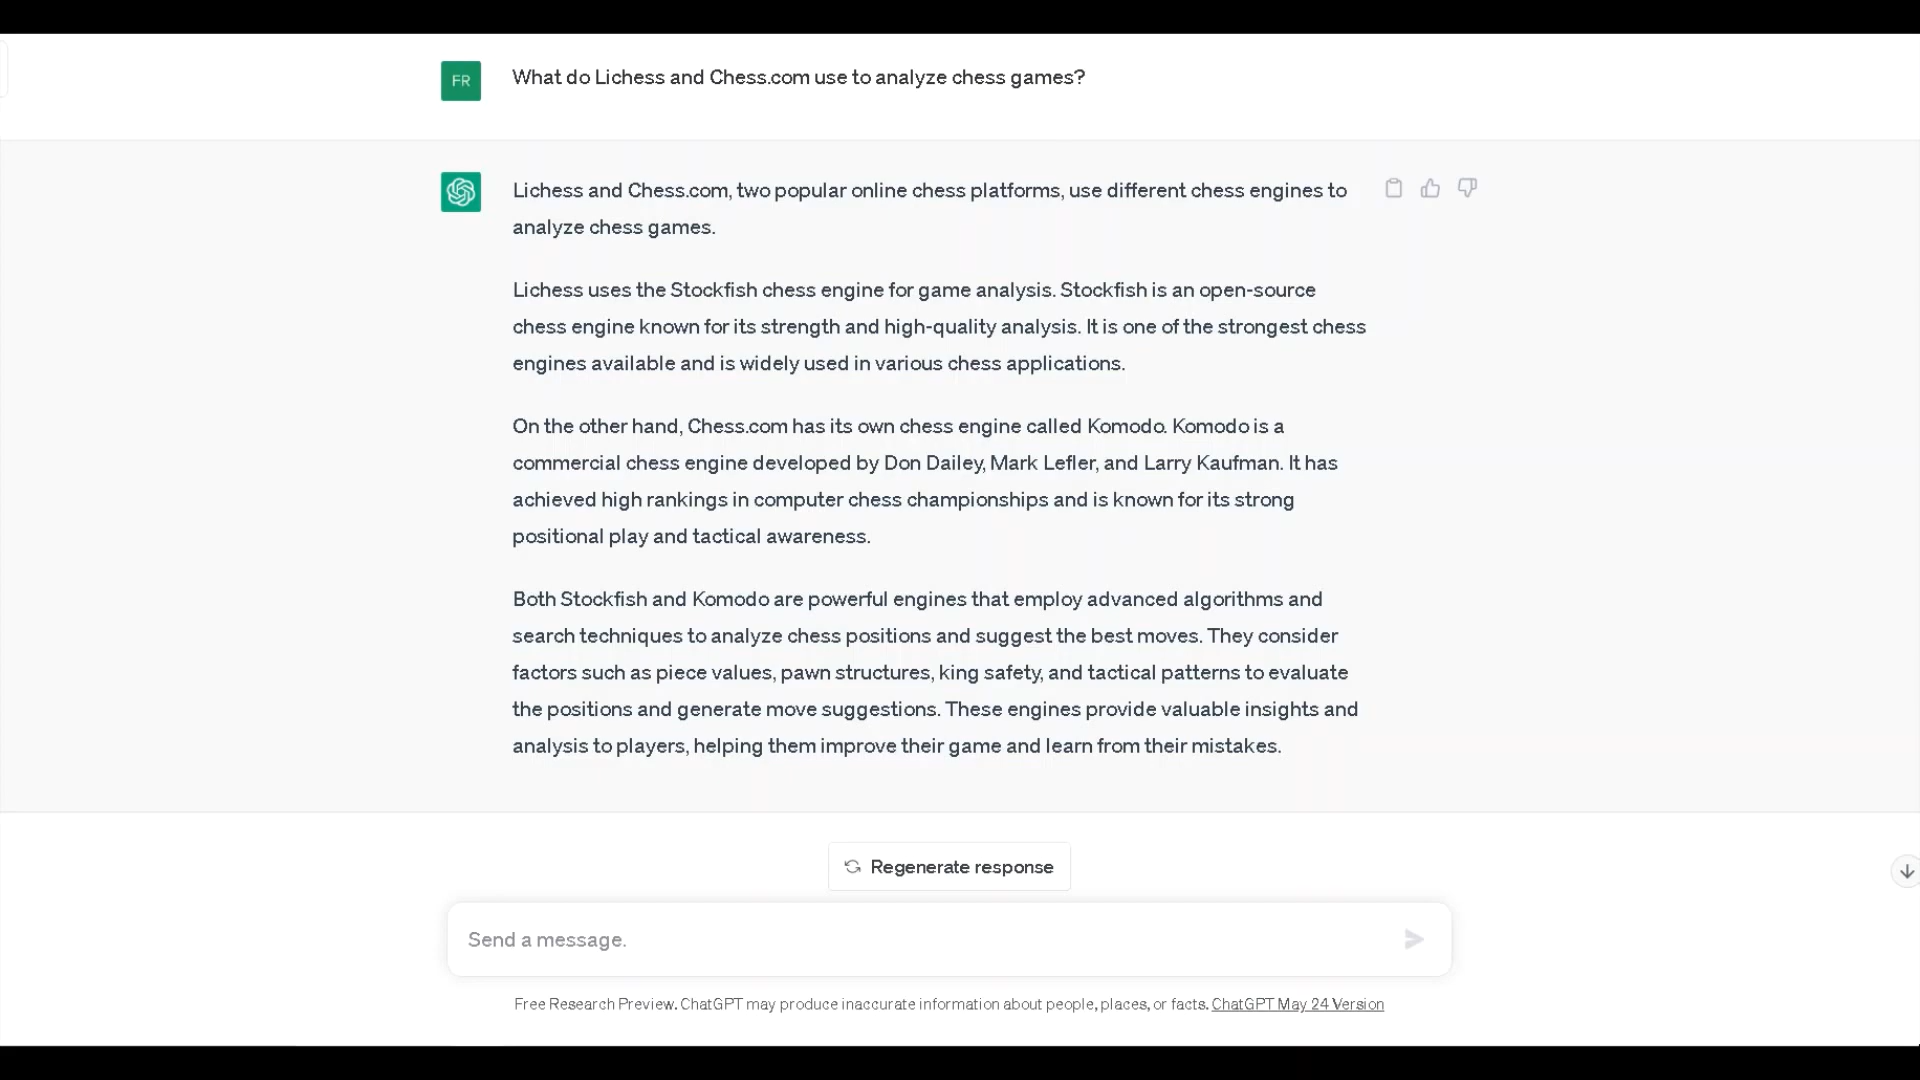 FR
What do Lichess and Chess.com use to analyze chess games?
Lichess and Chess.com, two popular online chess platforms, use different chess engines to
analyze chess games.
Lichess uses the Stockfish chess engine for game analysis. Stockfish is an open-source
chess engine known for its strength and high-quality analysis. It is one of the strongest chess
engines available and is widely used in various chess applications.
On the other hand, Chess.com has its own chess engine called Komodo. Komodo is a
commercial chess engine developed by Don Dailey, Mark Lefler, and Larry Kaufman. It has
achieved high rankings in computer chess championships and is known for its strong
positional play and tactical awareness.
Both Stockfish and Komodo are powerful engines that employ advanced algorithms and
search techniques to analyze chess positions and suggest the best moves. They consider
factors such as piece values, pawn structures, king safety, and tactical patterns to evaluate
the positions and generate move suggestions. These engines provide valuable insights and
analysis to players, helping them improve their game and learn from their mistakes.
Regenerate response
Send a message.
Free Research Preview. ChatGPT may produce inaccurate information about people, places, or facts. ChatGPT May 24 Version